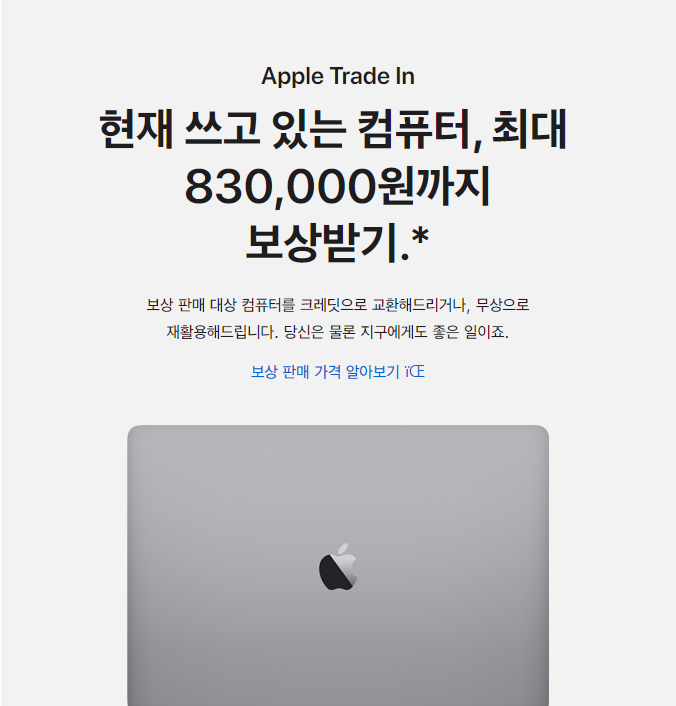 Apple Trade In
현재 쓰고 있는 컴퓨터, 최대
830,000원까지
보상받기.*
보상 판매 대상 컴퓨터를 크레딧으로 교환해드리거나, 무상으로
재활용해드립니다. 당신은 물론 지구에게도 좋은 일이죠.
보상 판매 가격 알아보기 ïŒ